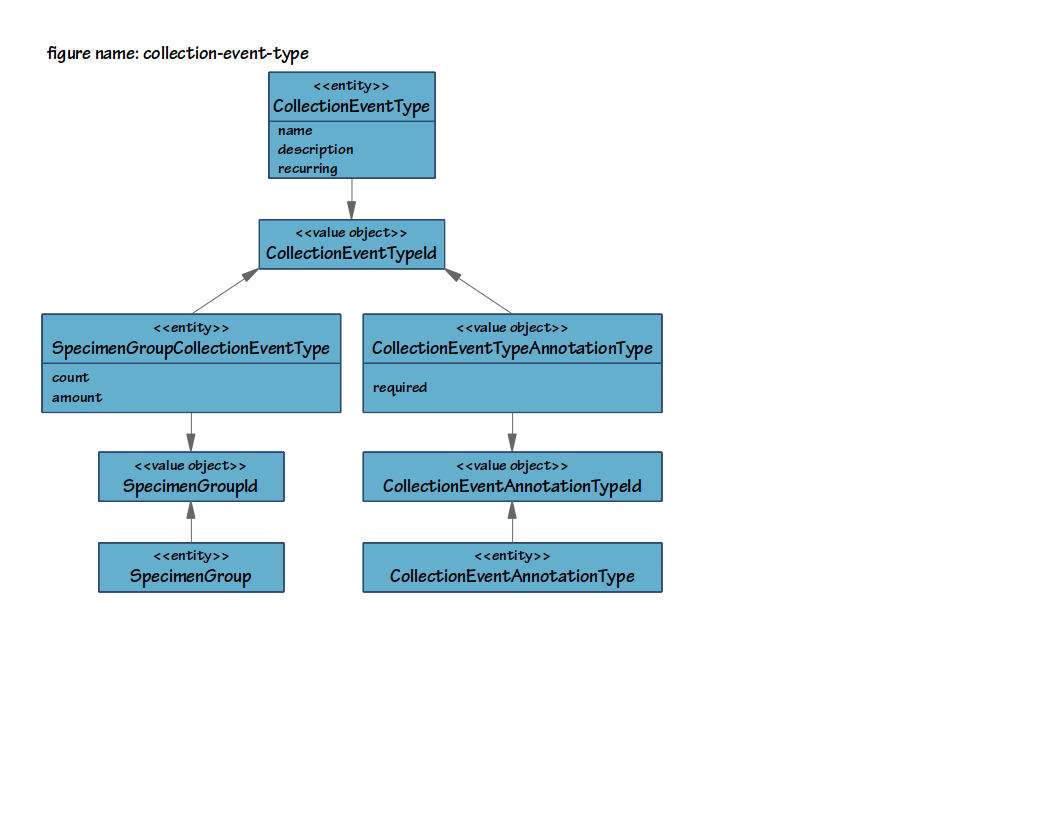 figure name: collection-event-type
<<entity>>
CollectionEventType
name
description
recurring
<<value object>>
CollectionEventTypeId
<<entity>>
SpecimenGroupCollectionEventType
count
amount
<<value object>>
CollectionEventTypeAnnotationType
required
<<value object>>
SpecimenGroupId
<<value object>>
CollectionEventAnnotationTypeId
<<entity>>
SpecimenGroup
<<entity>>
CollectionEventAnnotationType